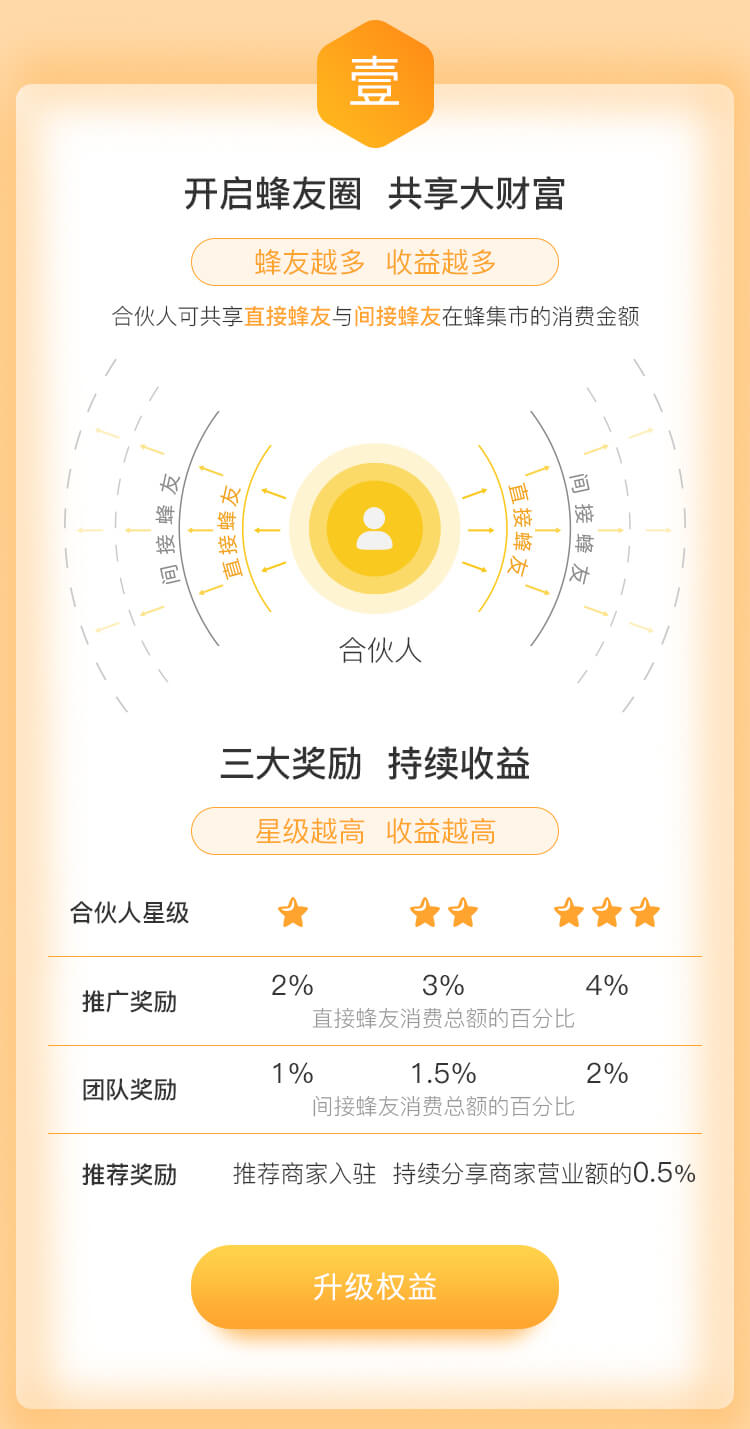 壹
开启蜂友圈 共享大财富
蜂友越多 收益越多
合伙人可共享直接蜂友与间接蜂友在蜂集市的消费金额
间接蜂友
直接蜂友
直接蜂友
间接蜂友
合伙人
三大奖励 持续收益
星级越高 收益越高
合伙人星级
推广奖励 2% 3% 4%
直接蜂友消费总额的百分比
团队奖励 1% 1.5% 2%
间接蜂友消费总额的百分比
推荐奖励 推荐商家入驻 持续分享商家营业额的0.5%
升级权益